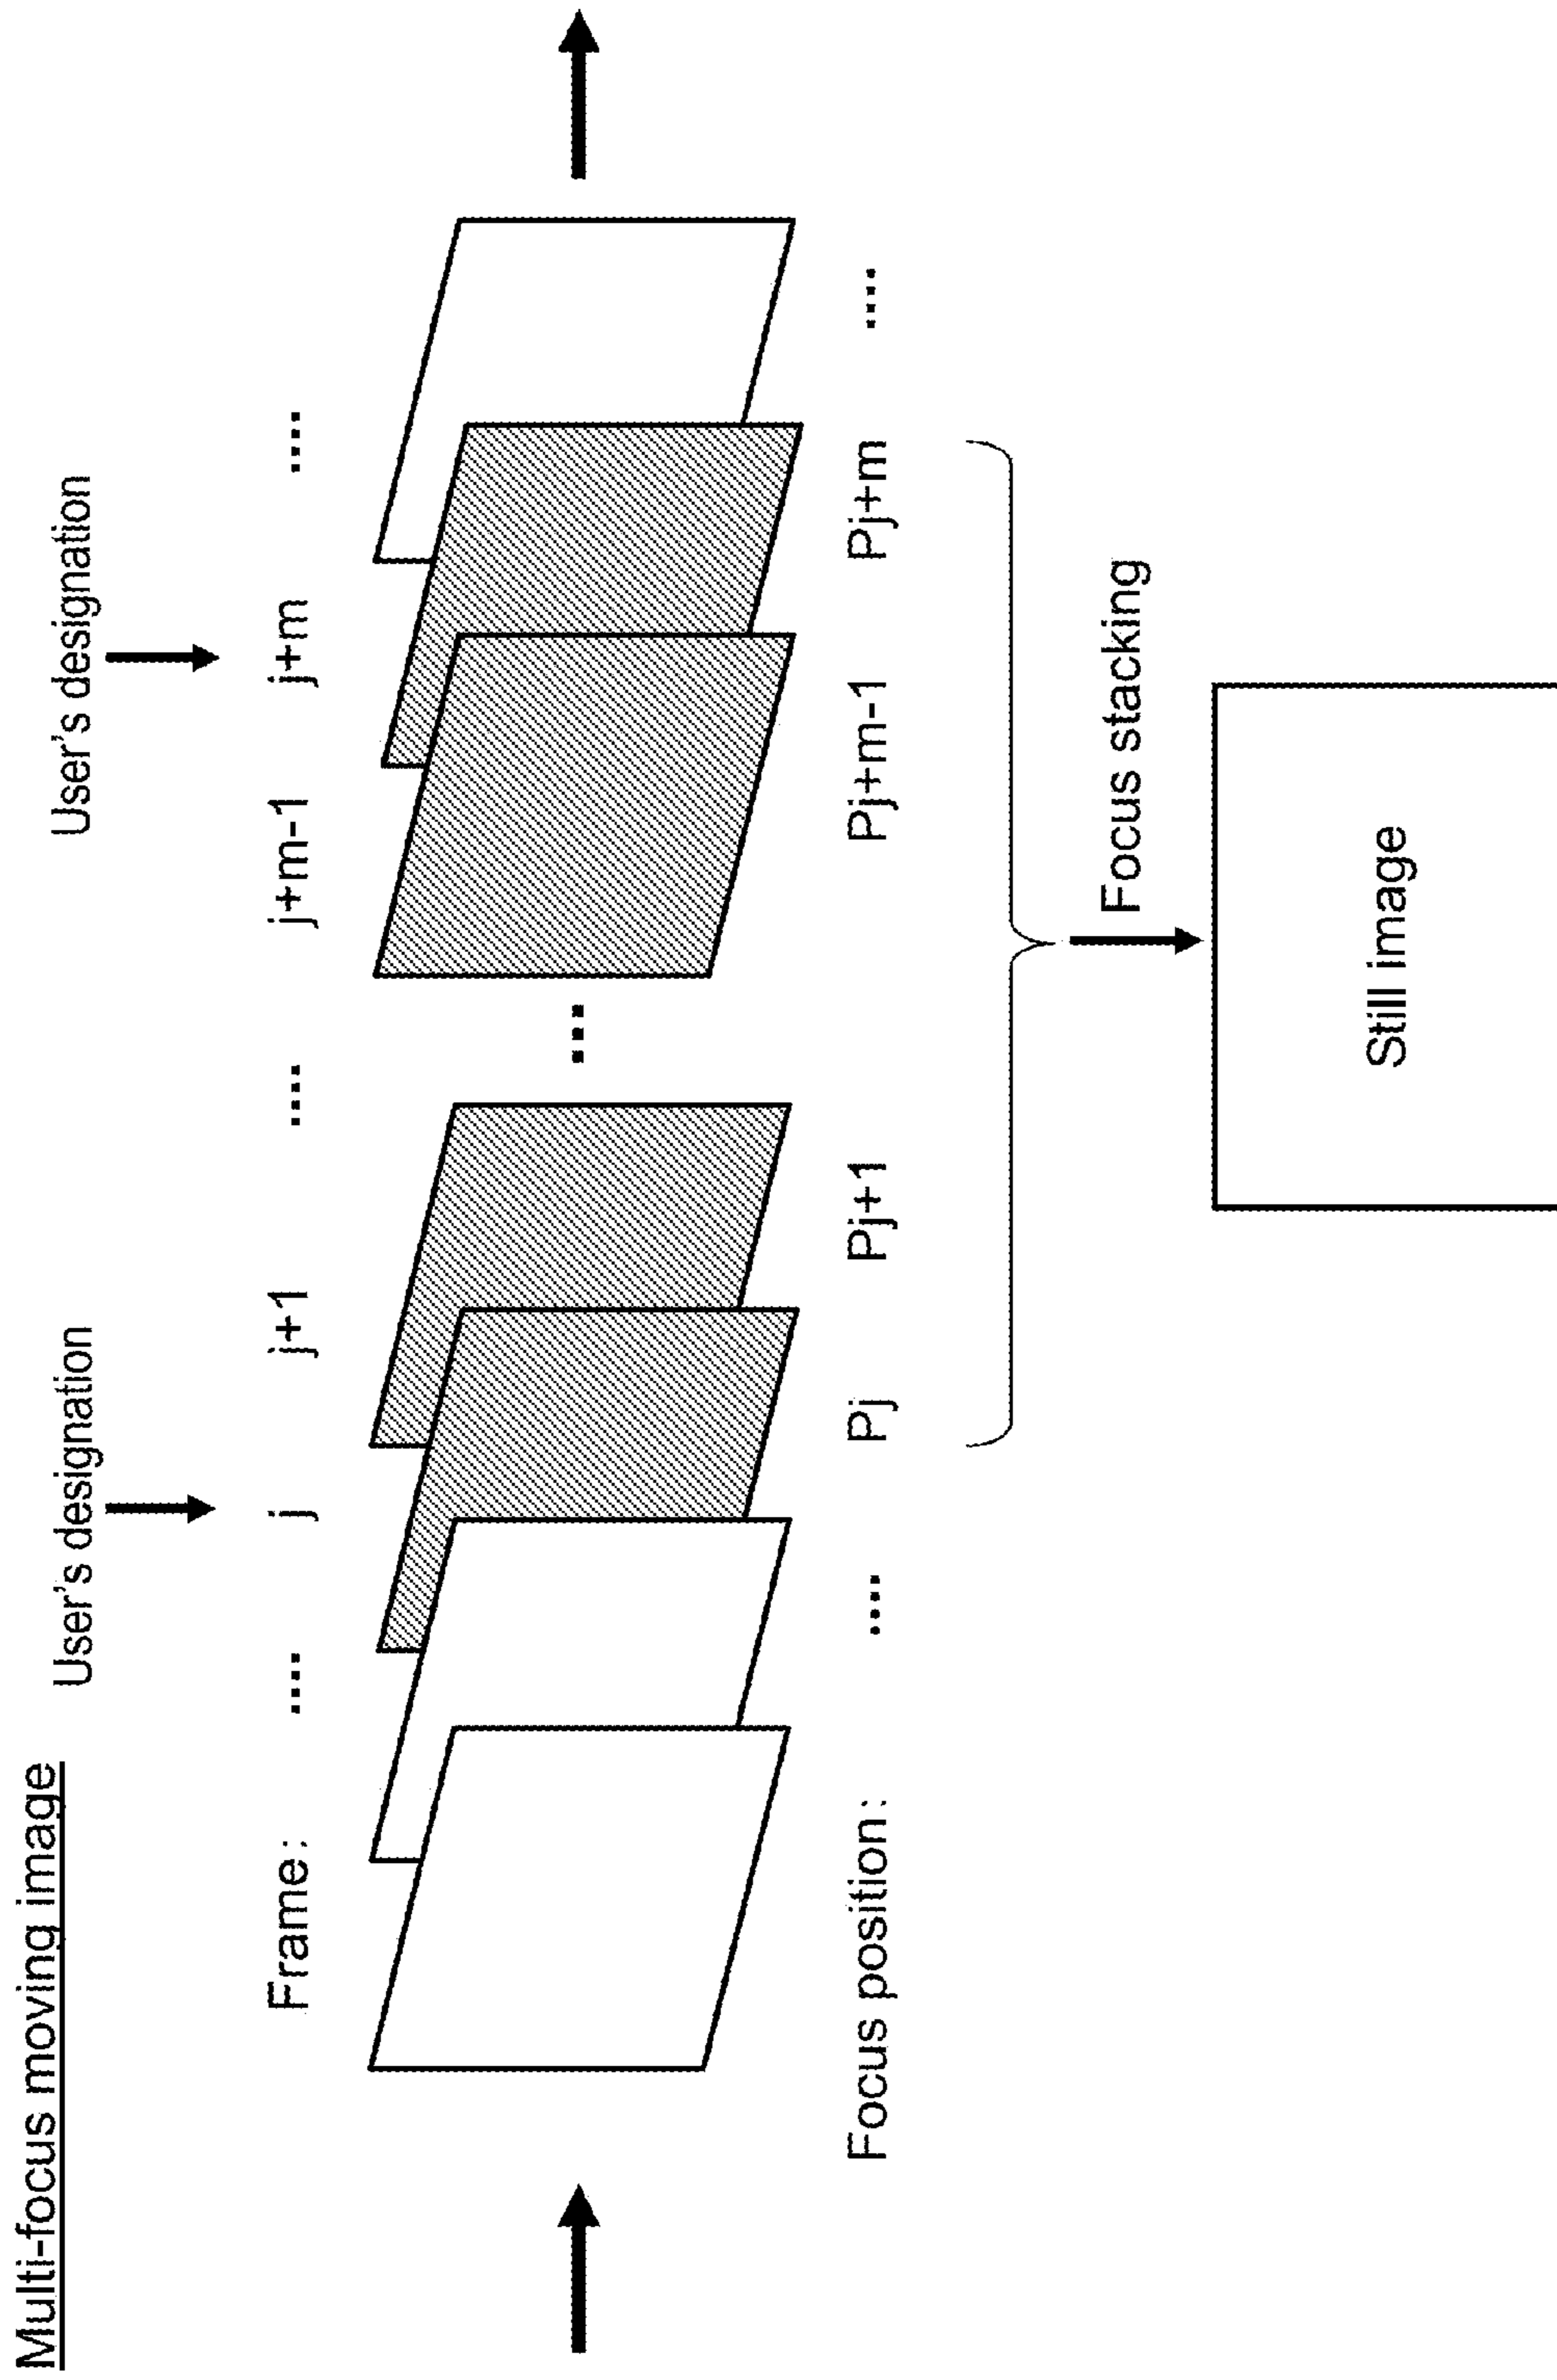 Multi-focus moving image
User's designation User's designation
Frame: .... j j+1 .... j+m-1 j+m ....
...
Focus position: .... Pj Pj+1 Pj+m-1 Pj+m ....
Focus stacking
Still image